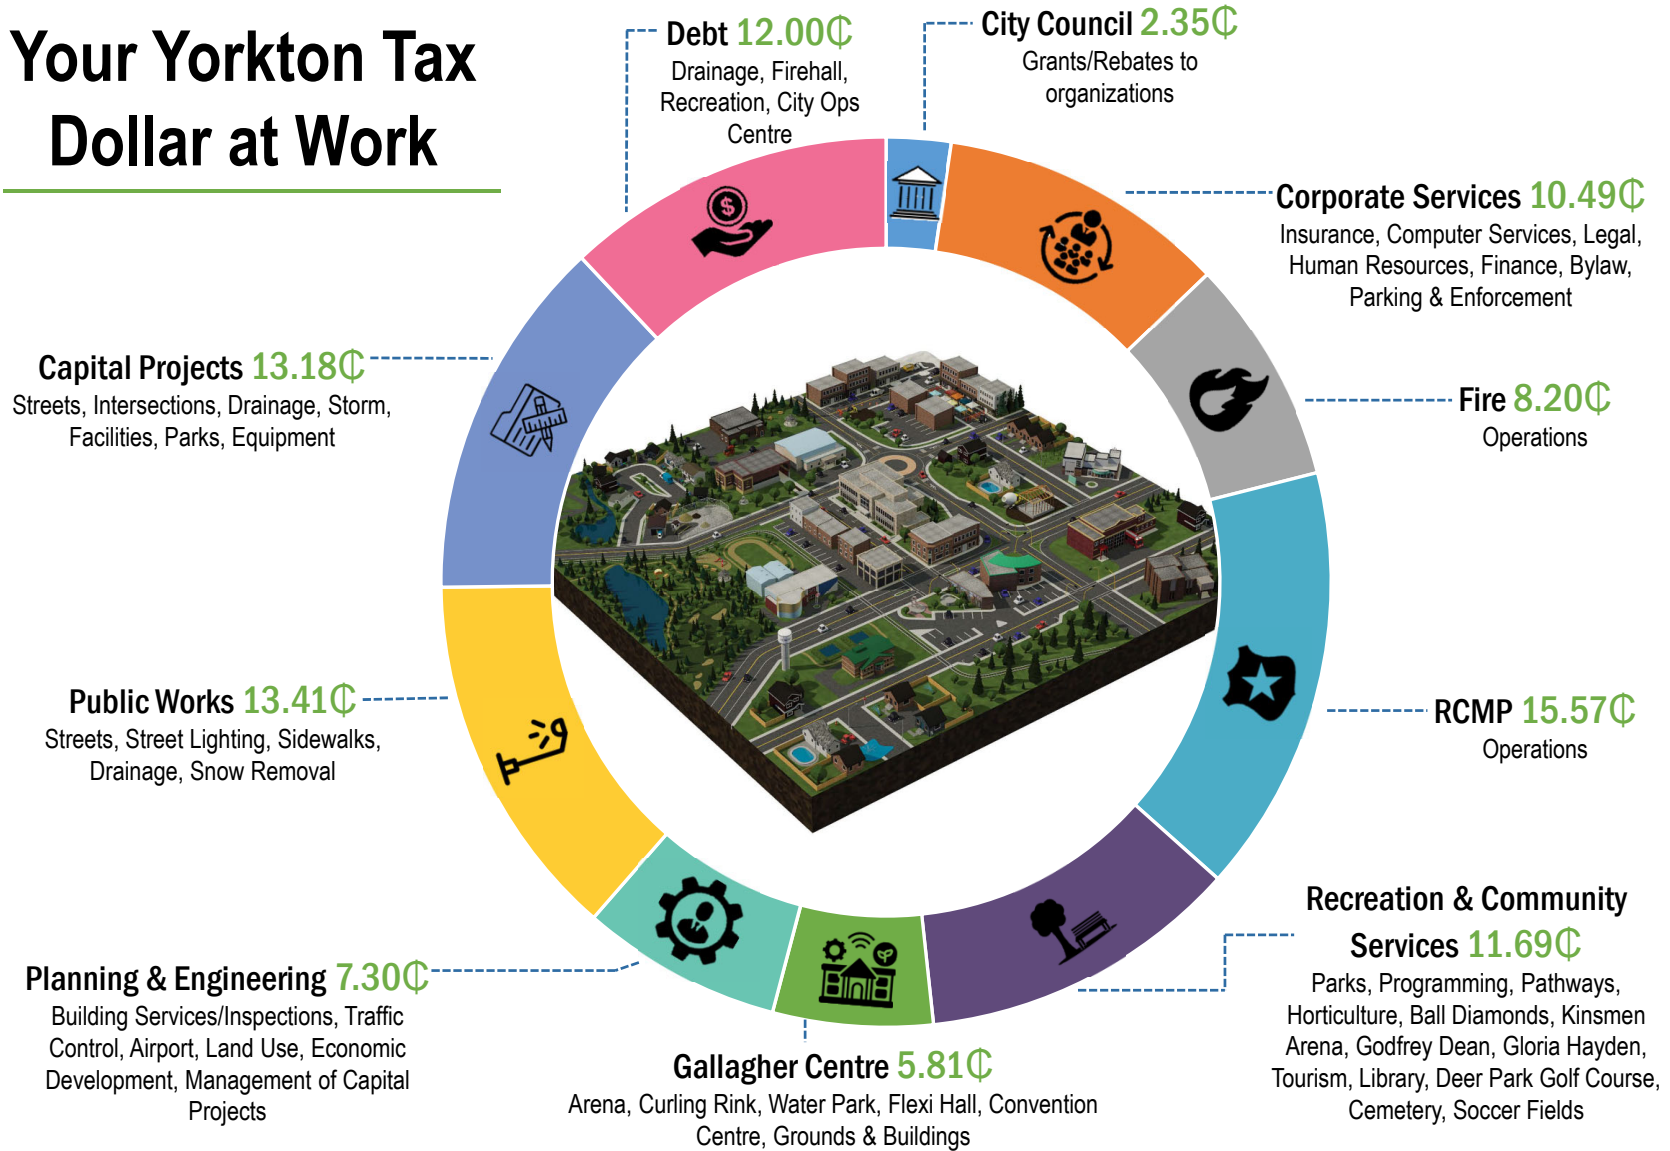 Your Yorkton Tax
Dollar at Work
Debt 12.00₵
Drainage, Firehall,
Recreation, City Ops
Centre
City Council 2.35₵
Grants/Rebates to
organizations
Corporate Services 10.49₵
Insurance, Computer Services, Legal,
Human Resources, Finance, Bylaw,
Parking & Enforcement
Fire 8.20₵
Operations
RCMP 15.57₵
Operations
Recreation & Community
Services 11.69₵
Parks, Programming, Pathways,
Horticulture, Ball Diamonds, Kinsmen
Arena, Godfrey Dean, Gloria Hayden,
Tourism, Library, Deer Park Golf Course,
Cemetery, Soccer Fields
Gallagher Centre 5.81₵
Arena, Curling Rink, Water Park, Flexi Hall, Convention
Centre, Grounds & Buildings
Planning & Engineering 7.30₵
Building Services/Inspections, Traffic
Control, Airport, Land Use, Economic
Development, Management of Capital
Projects
Public Works 13.41₵
Streets, Street Lighting, Sidewalks,
Drainage, Snow Removal
Capital Projects 13.18₵
Streets, Intersections, Drainage, Storm,
Facilities, Parks, Equipment
$